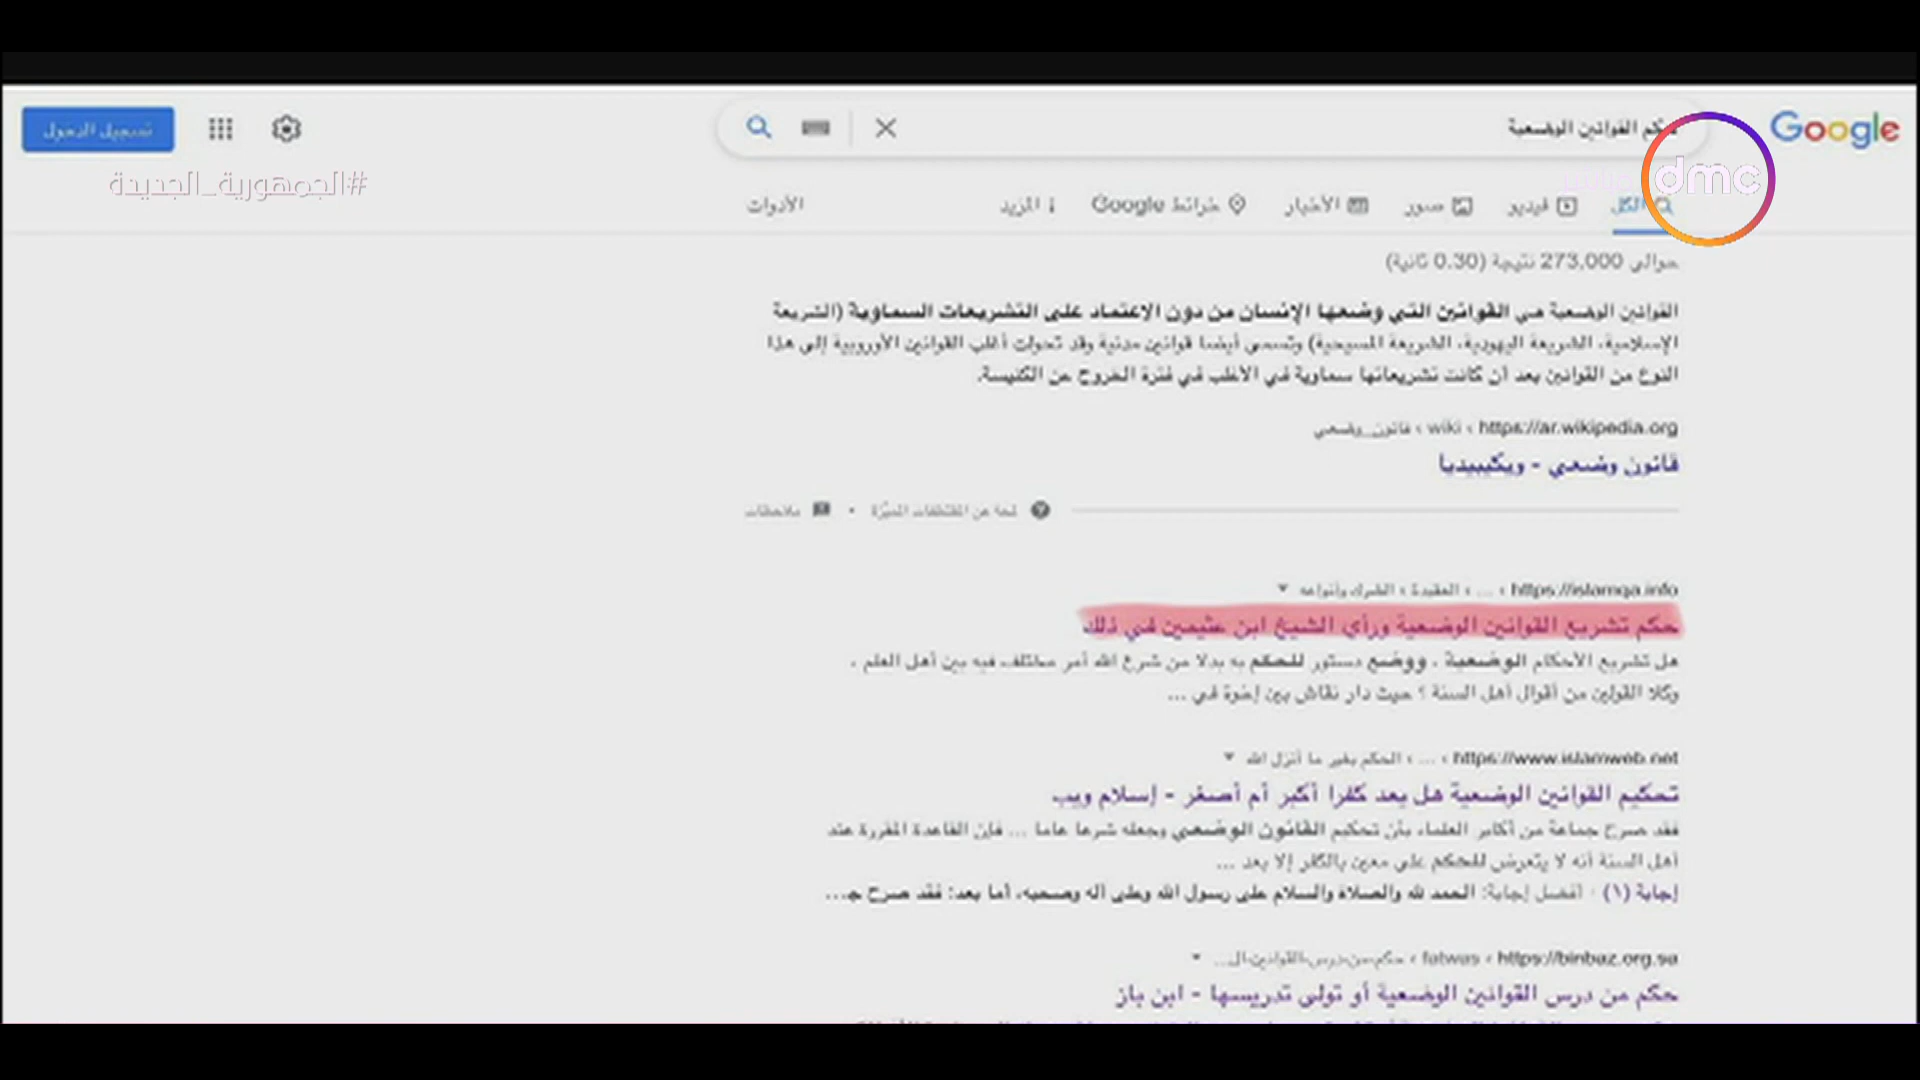 Google
حكم القوانين الوضعية
تسجيل الدخول
dmc
#الجمهورية_الجديدة
الكل
فيديو
صور
الأخبار
خرائط Google
المزيد
الأدوات
حوالى 273,000 نتيجة (0.30 ثانية)
القوانين الوضعية هي القوانين التي وضعها الإنسان من دون الاعتماد على التشريعات السماوية (الشريعة
الإسلامية، الشريعة اليهودية، الشريعة المسيحية) وتسمى أيضا قوانين مدنية وقد تحولت أغلب القوانين الأوروبية إلى هذا
النوع من القوانين بعد أن كانت تشريعاتها سماوية في الأغلب في فترة الخروج عن الكنيسة.
https://ar.wikipedia.org › wiki › قانون_وضعي
قانون وضعي - ويكيبيديا
لمحة عن المقتطفات المميّزة • ملاحظات
https://islamqa.info › ... › العقيدة › الشرك وأنواعه
حكم تشريع القوانين الوضعية ورأي الشيخ ابن عثيمين في ذلك
هل تشريع الأحكام الوضعية ، ووضع دستور للحكم به بدلا من شرع الله أمر مختلف فيه بين أهل العلم ،
وكلا القولين من أقوال أهل السنة ؟ حيث دار نقاش بين إخوة في ...
https://www.islamweb.net › ... › الحكم بغير ما أنزل الله
تحكيم القوانين الوضعية هل يعد كفرا أكبر أم أصغر - إسلام ويب
فقد صرح جماعة من أكابر العلماء بأن تحكيم القانون الوضعي وجعله شرعا عاما ... فإن القاعدة المقررة عند
أهل السنة أنه لا يتعرض للحكم على معين بالكفر إلا بعد ...
إجابة (١) · أفضل إجابة: الحمد لله والصلاة والسلام على رسول الله وعلى آله وصحبه، أما بعد: فقد صرح جـ...
https://binbaz.org.sa › fatwas › حكم-من-درس-القوانين-ال...
حكم من درس القوانين الوضعية أو تولى تدريسها - ابن باز